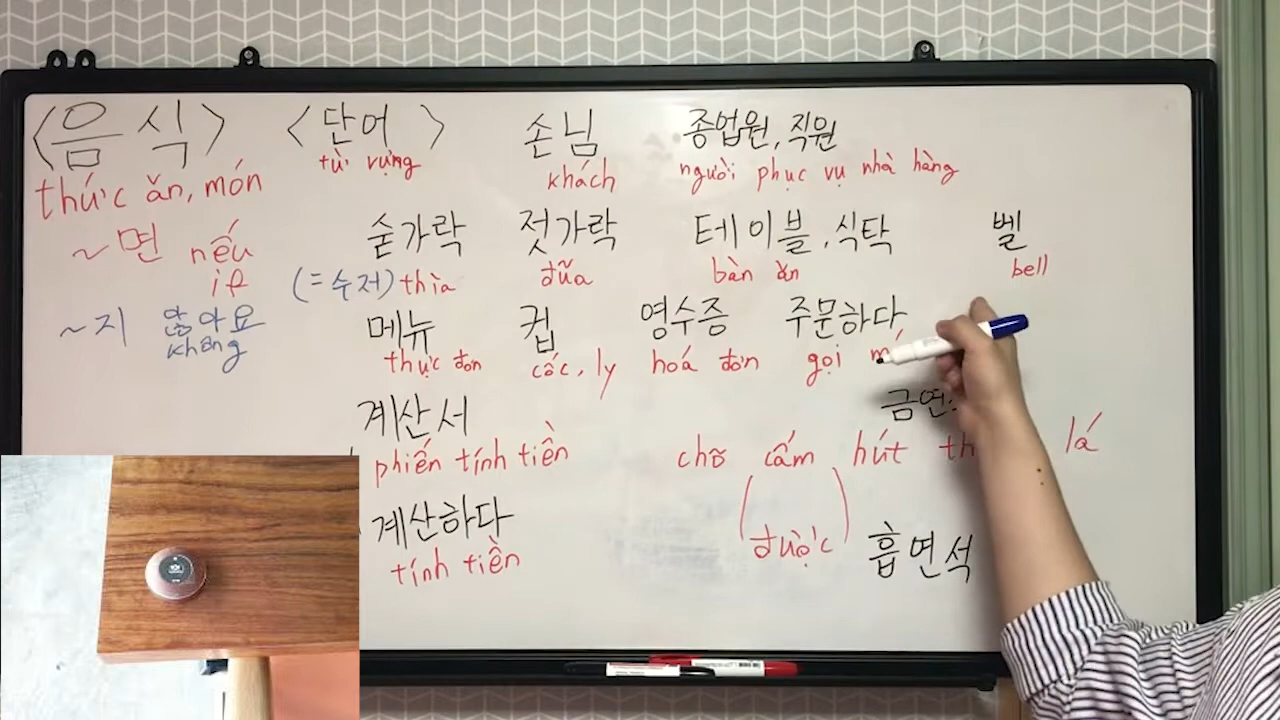 <음식> <단어> 손님 종업원, 직원
thức ăn, món từ vựng khách người phục vụ nhà hàng
~면 nếu 숟가락 젓가락 테이블, 식탁 벨
if (=수저) thìa đũa bàn ăn bell
~지 않아요 메뉴 컵 영수증 주문하다
không thực đơn cốc, ly hoá đơn gọi
계산서 금연
phiến tính tiền chỗ cấm hút lá
계산하다 (được) 흡연석
tính tiền